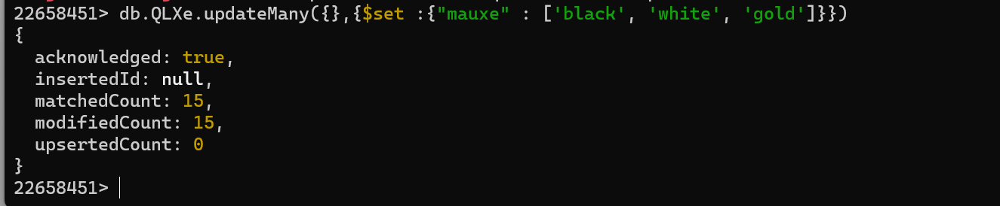 22658451> db.QLXe.updateMany({},{$set :{"mauxe" : ['black', 'white', 'gold']}})
{
  acknowledged: true,
  insertedId: null,
  matchedCount: 15,
  modifiedCount: 15,
  upsertedCount: 0
}
22658451>